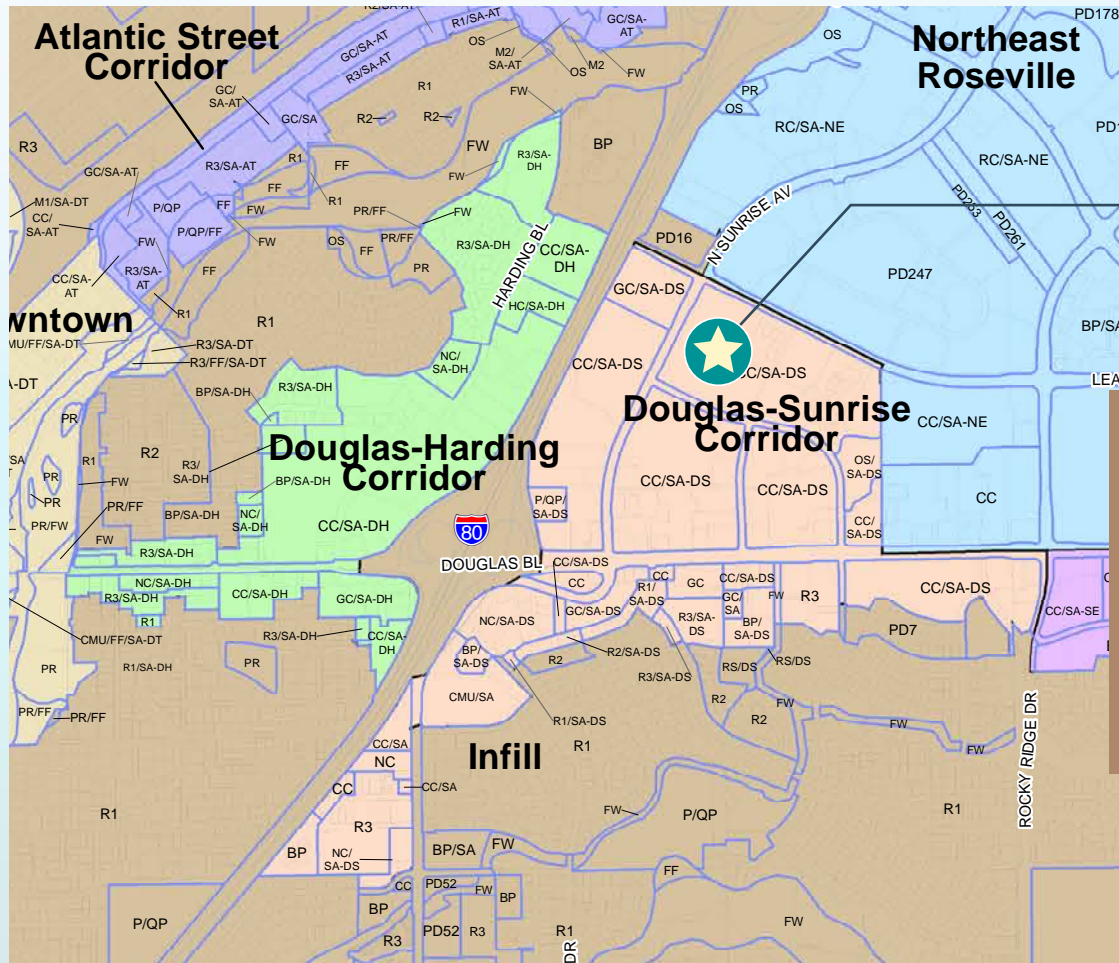 R2/SA-AT
R1/SA-AT
GC/SA-
AT
PD178
OS
OS
Atlantic Street
Corridor
GC/SA-AT
R3/SA-AT
M2/
SA-AT
OS
M2
FW
Northeast
Roseville
GC/
SA-AT
R1
FW
PR
OS
GC/SA
R2
R2
RC/SA-NE
PD1
R3
R1
FW
R3/SA-
DH
BP
RC/SA-NE
GC/SA-AT
R3/SA-AT
FF
FW
FF
M1/SA-DT
CC/
SA-AT
P/QP
FF
FW
R1
PR/FF
FW
N SUNRISE AV
PD253
PD261
P/QP/FF
FW
FW
OS
FF
PR/FF
R3/SA-DH
HARDING BL
CC/SA-
DH
PD16
CC/SA-
AT
R3/SA-
AT
FF
PR
PD247
R1
GC/SA-DS
HC/SA-DH
wntown
R1
BP/SA
CMU/FF/SA-DT
R3/SA-DT
R3/FF/SA-DT
NC/
SA-DH
CC/SA-DS
CC/SA-DS
A-DT
BP/SA-DH
R3/SA-DH
LEA
PR
Douglas-Sunrise
Corridor
CC/SA-NE
R1
R2
Douglas-Harding
Corridor
/SA
R3/
SA-DH
OS/
SA-DS
PR
FW
BP/SA-DH
CC/SA-DS
CC/SA-DS
CC
PR
PR/FF
NC/
SA-DH
P/QP/
SA-DS
PR/FW
BP/SA-DH
CC/SA-DH
80
CC/
SA-DS
FW
R3/SA-DH
DOUGLAS BL
CC/SA-DS
NC/SA-DH
CC
CC
GC
CC/SA-DS
CC/SA-DS
R3/SA-DH
CC/SA-DH
GC/SA-DH
R1/
SA-DS
FW
R3
C
GC/SA-DS
GC/
SA
CC/SA-SE
R1
NC/SA-DS
R3/SA-
DS
BP/
SA-DS
PD7
CMU/FF/SA-DT
R3/SA-DH
CC/SA-
DH
R2/SA-DS
PR
R1/SA-DH
PR
BP/
SA-DS
R2
RS/DS
RS/DS
R3/SA-DS
CMU/SA
R2
FW
PR/FF
PR/FF
R1/SA-DS
R2
FW
CC/SA
Infill
R1
FW
NC
ROCKY RIDGE DR
CC
CC/SA
R1
R3
FW
P/QP
R1
BP
NC/
SA-DS
BP/SA
FW
FF
CC
PD52
FW
BP
BP
P/QP
R3
PD52
R3
R1
DR
FW